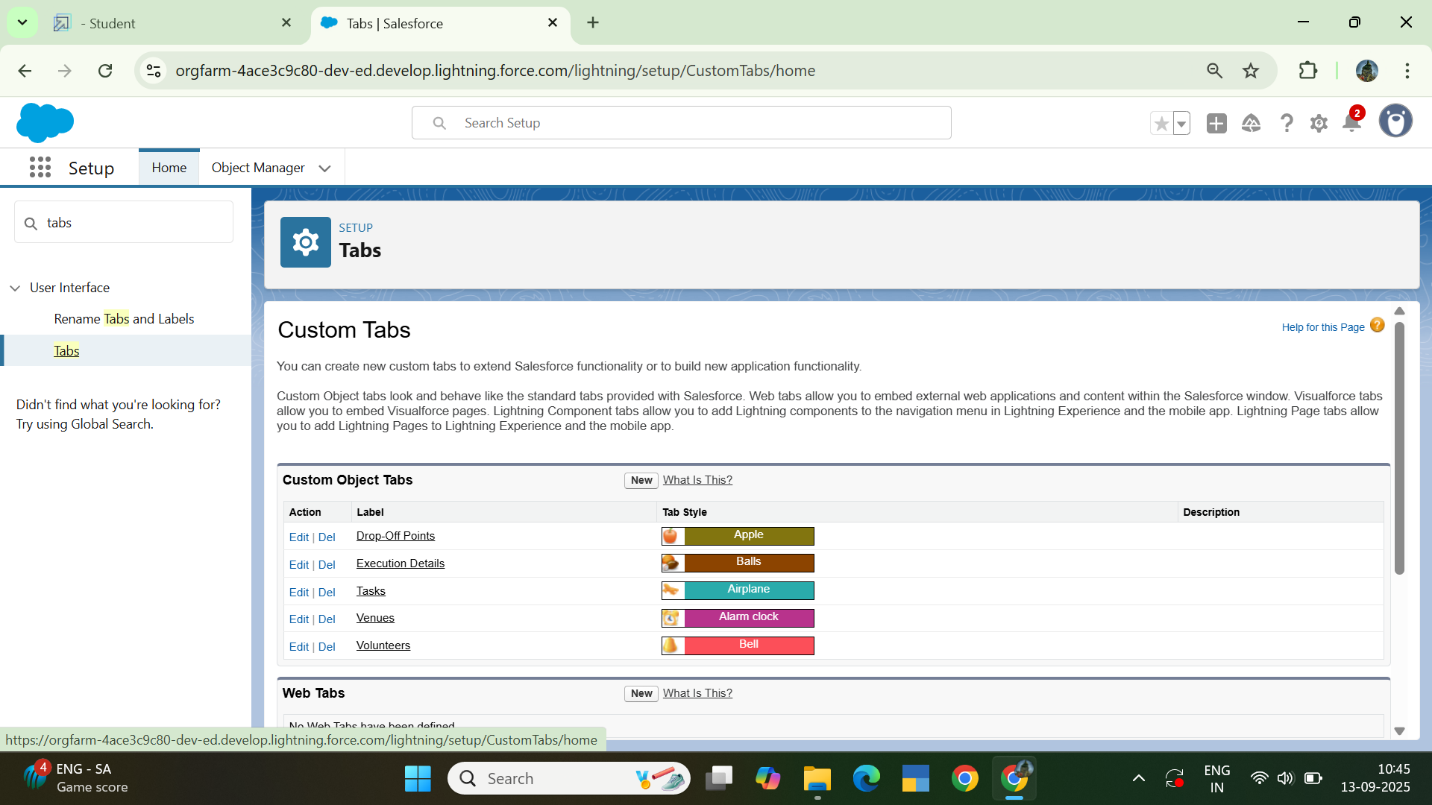 - Student
Tabs | Salesforce
orgfarm-4ace3c9c80-dev-ed.develop.lightning.force.com/lightning/setup/CustomTabs/home
Search Setup
2
Setup
Home
Object Manager
tabs
User Interface
Rename Tabs and Labels
Tabs
Didn't find what you're looking for?
Try using Global Search.
SETUP
Tabs
Custom Tabs
Help for this Page ?
You can create new custom tabs to extend Salesforce functionality or to build new application functionality.
Custom Object tabs look and behave like the standard tabs provided with Salesforce. Web tabs allow you to embed external web applications and content within the Salesforce window. Visualforce tabs
allow you to embed Visualforce pages. Lightning Component tabs allow you to add Lightning components to the navigation menu in Lightning Experience and the mobile app. Lightning Page tabs allow
you to add Lightning Pages to Lightning Experience and the mobile app.
Custom Object Tabs New What Is This?
Action Label Tab Style Description
Edit | Del Drop-Off Points Apple
Edit | Del Execution Details Balls
Edit | Del Tasks Airplane
Edit | Del Venues Alarm clock
Edit | Del Volunteers Bell
Web Tabs New What Is This?
No Web Tabs have been defined
https://orgfarm-4ace3c9c80-dev-ed.develop.lightning.force.com/lightning/setup/CustomTabs/home
4
ENG - SA
Game score
Search
ENG
IN
10:45
13-09-2025